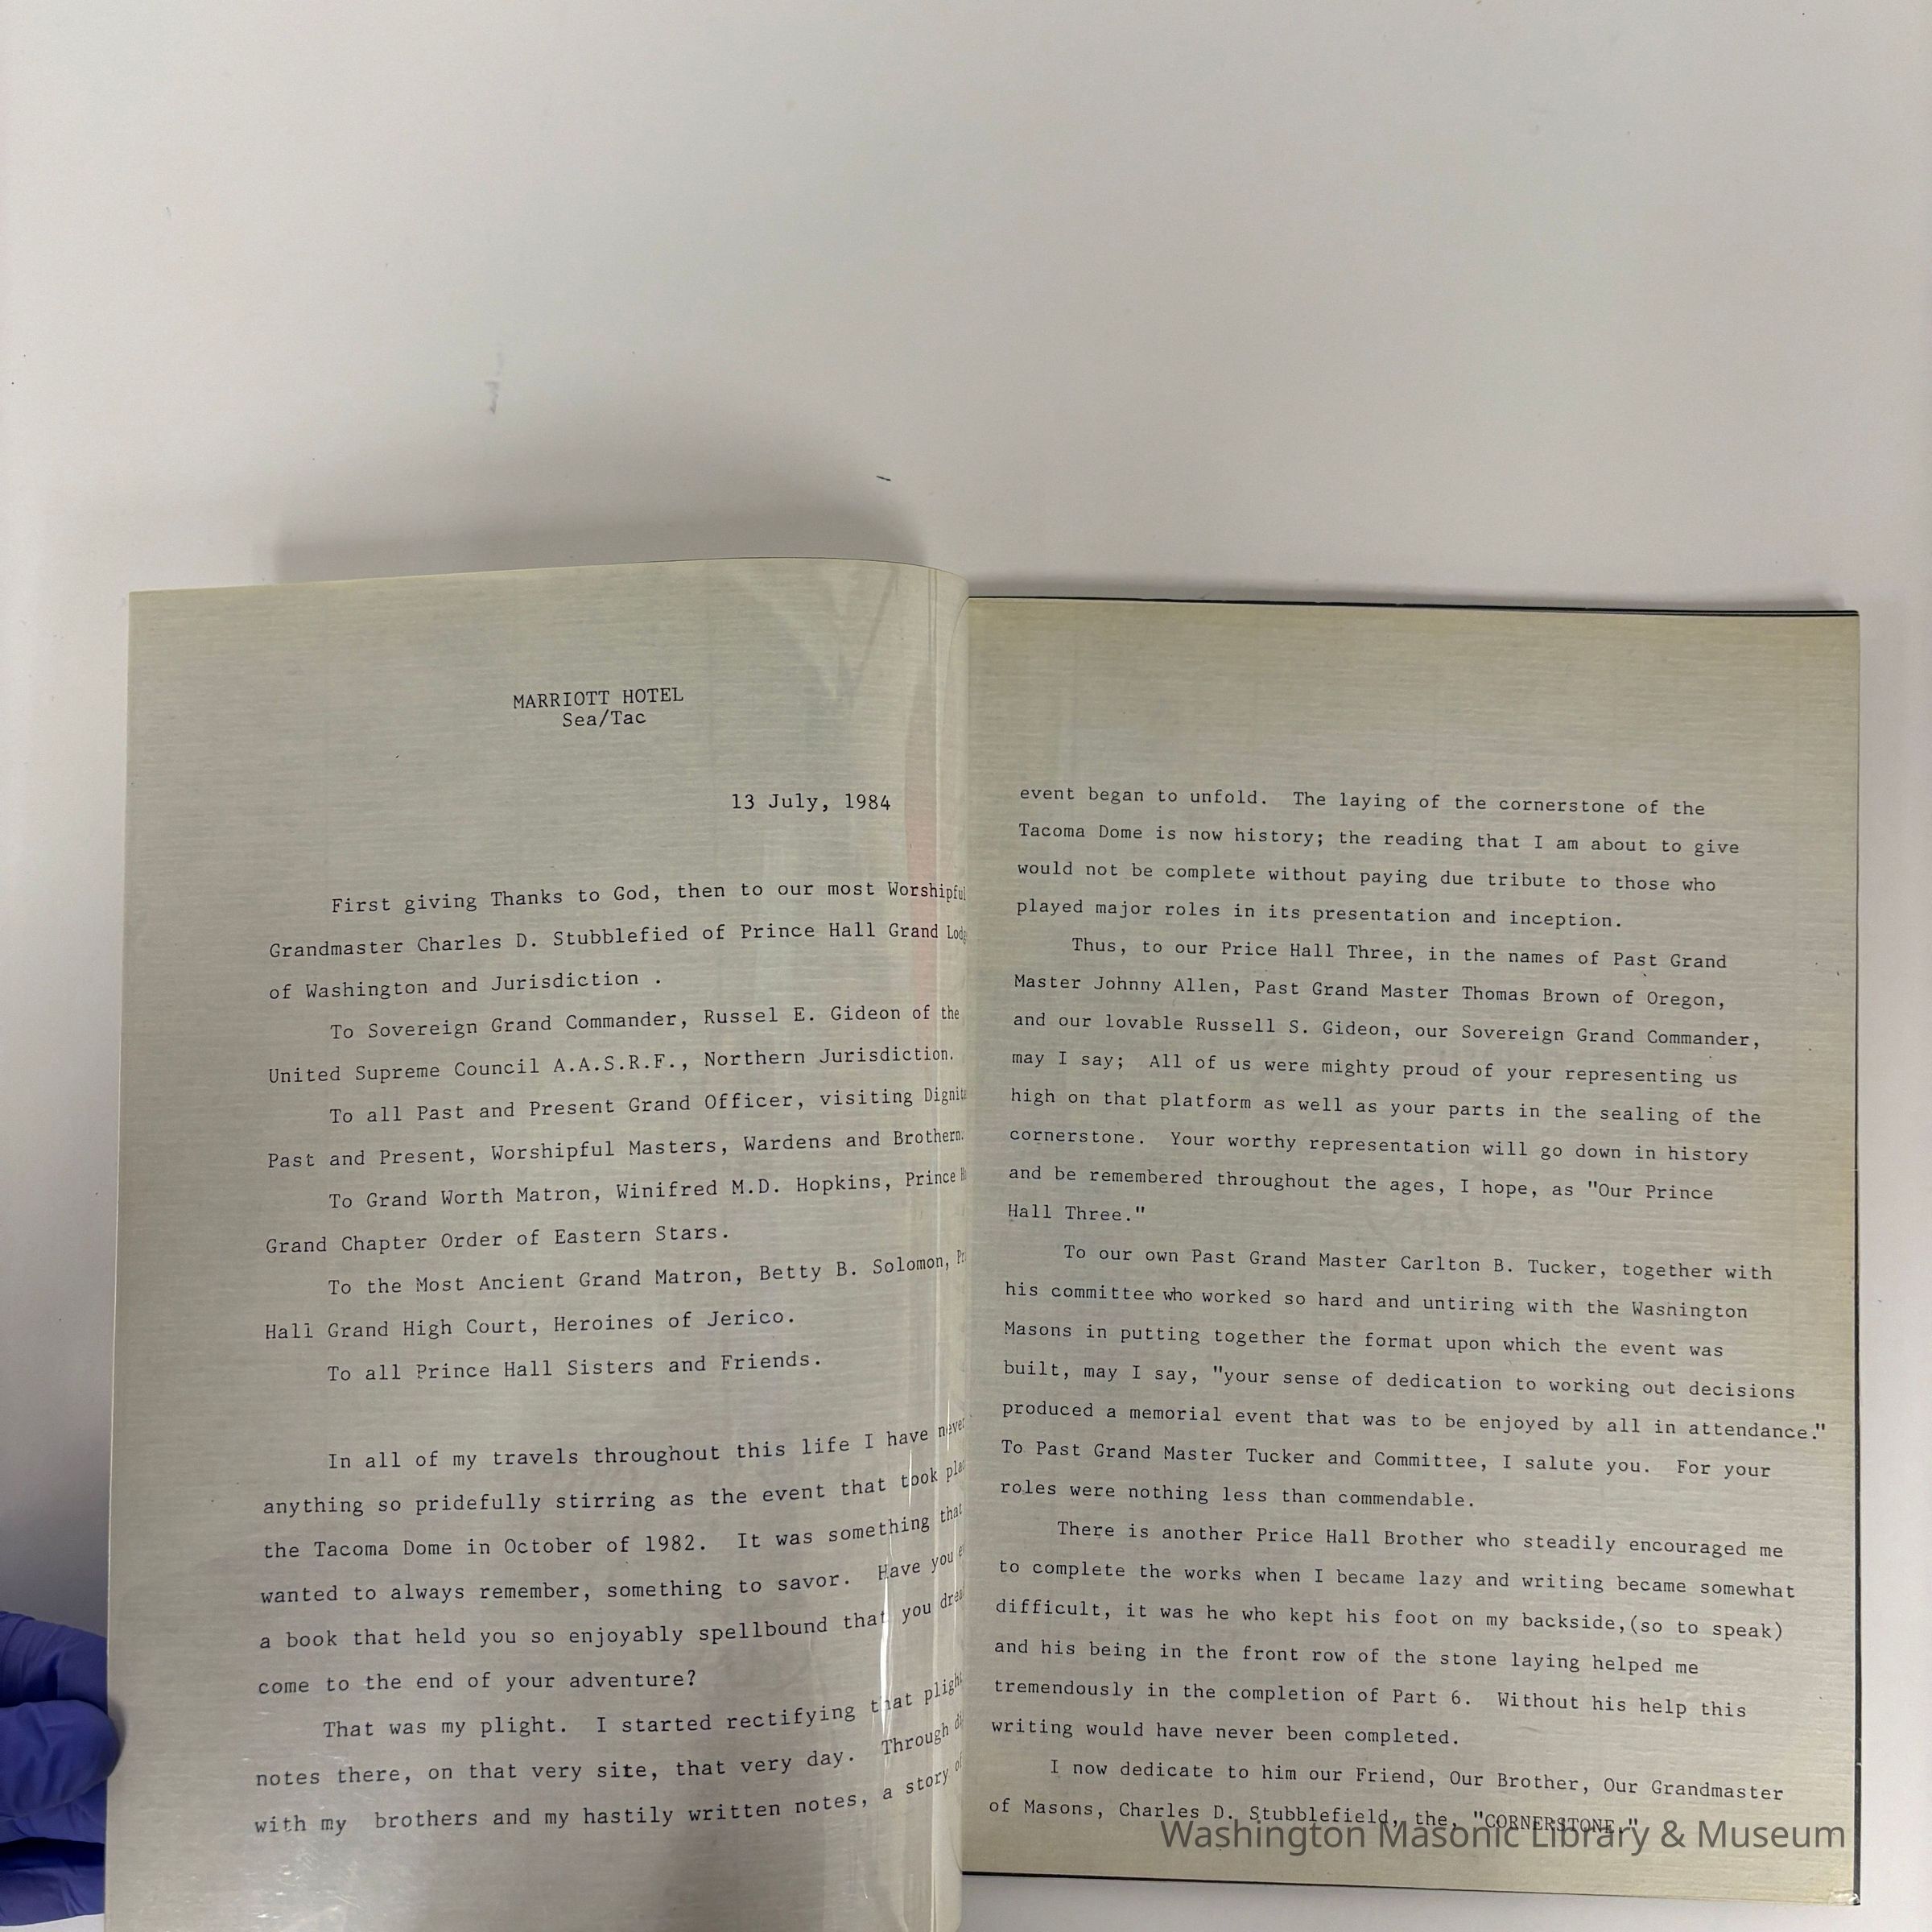 MARRIOTT HOTEL
Sea/Tac
13 July, 1984
First giving Thanks to God, then to our most Worshipful
Grandmaster Charles D. Stubblefied of Prince Hall Grand
of Washington and Jurisdiction .
To Sovereign Grand Commander, Russel E. Gideon of the
United Supreme Council A.A.S.R.F., Northern Jurisdiction.
To all Past and Present Grand Officer, visiting
Past and Present, Worshipful Masters, Wardens and Brothern.
To Grand Worth Matron, Winifred M.D. Hopkins, Prince
Grand Chapter Order of Eastern Stars.
To the Most Ancient Grand Matron, Betty B. Solomon,
Hall Grand High Court, Heroines of Jerico.
To all Prince Hall Sisters and Friends.
In all of my travels throughout this life I have never
anything so pridefully stirring as the event that took
the Tacoma Dome in October of 1982. It was something that
wanted to always remember, something to savor. Have you
a book that held you so enjoyably spellbound that you
come to the end of your adventure?
That was my plight. I started rectifying that plight
notes there, on that very site, that very day. Through
with my brothers and my hastily written notes, a story of
event began to unfold. The laying of the cornerstone of the
Tacoma Dome is now history; the reading that I am about to give
would not be complete without paying due tribute to those who
played major roles in its presentation and inception.
Thus, to our Price Hall Three, in the names of Past Grand
Master Johnny Allen, Past Grand Master Thomas Brown of Oregon,
and our lovable Russell S. Gideon, our Sovereign Grand Commander,
may I say; All of us were mighty proud of your representing us
high on that platform as well as your parts in the sealing of the
cornerstone. Your worthy representation will go down in history
and be remembered throughout the ages, I hope, as "Our Prince
Hall Three."
To our own Past Grand Master Carlton B. Tucker, together with
his committee who worked so hard and untiring with the Washington
Masons in putting together the format upon which the event was
built, may I say, "your sense of dedication to working out decisions
produced a memorial event that was to be enjoyed by all in attendance."
To Past Grand Master Tucker and Committee, I salute you. For your
roles were nothing less than commendable.
There is another Price Hall Brother who steadily encouraged me
to complete the works when I became lazy and writing became somewhat
difficult, it was he who kept his foot on my backside,(so to speak)
and his being in the front row of the stone laying helped me
tremendously in the completion of Part 6. Without his help this
writing would have never been completed.
I now dedicate to him our Friend, Our Brother, Our Grandmaster
of Masons, Charles D. Stubblefield, the, "CORNERSTONE."
Washington Masonic Library & Museum